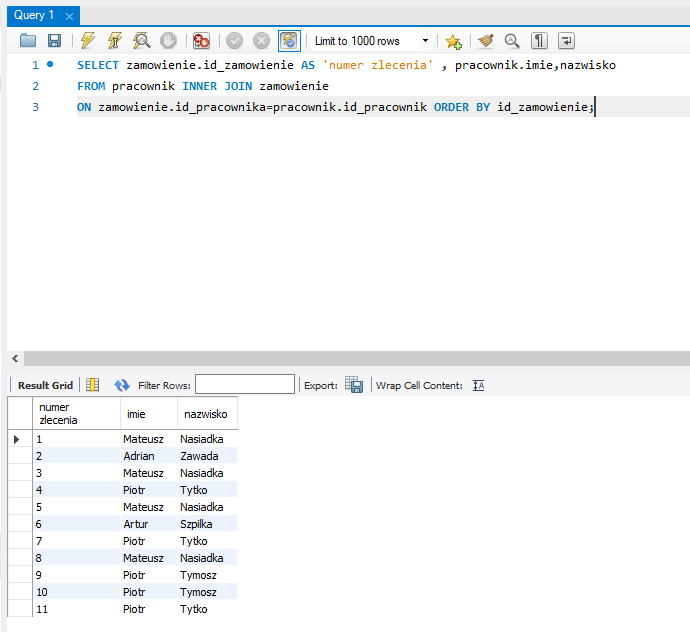 Query 1
Limit to 1000 rows
1 SELECT zamowienie.id_zamowienie AS 'numer zlecenia' , pracownik.imie,nazwisko
2 FROM pracownik INNER JOIN zamowienie
3 ON zamowienie.id_pracownika=pracownik.id_pracownik ORDER BY id_zamowienie;
Result Grid Filter Rows: Export: Wrap Cell Content:
numer
zlecenia imie nazwisko
1 Mateusz Nasiadka
2 Adrian Zawada
3 Mateusz Nasiadka
4 Piotr Tytko
5 Mateusz Nasiadka
6 Artur Szpilka
7 Piotr Tytko
8 Mateusz Nasiadka
9 Piotr Tymosz
10 Piotr Tymosz
11 Piotr Tytko